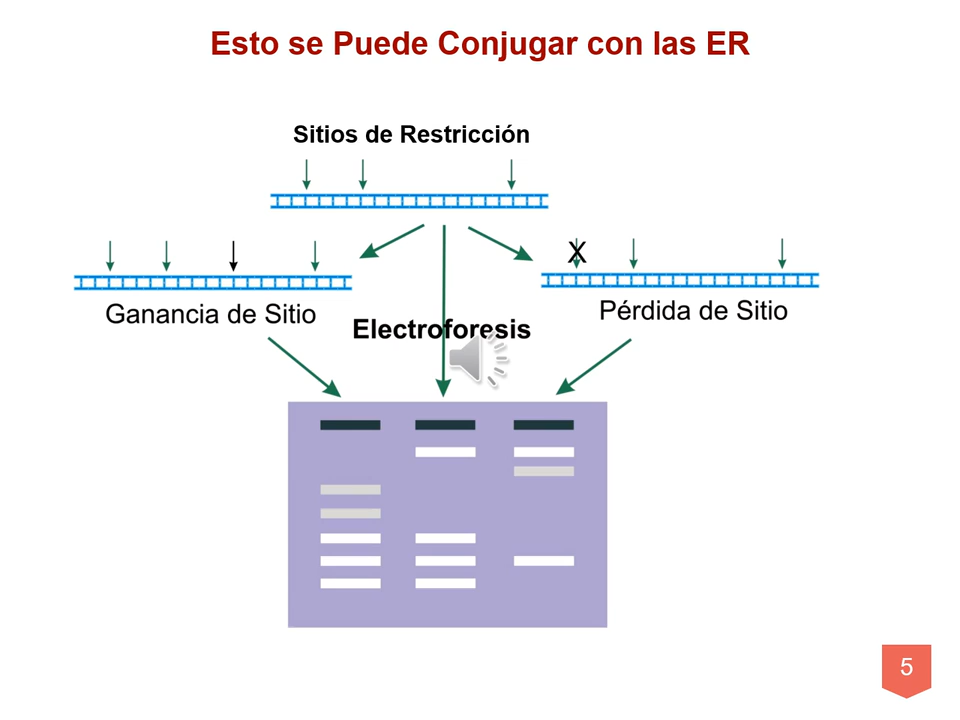 Esto se Puede Conjugar con las ER
Sitios de Restricción
X
Ganancia de Sitio
Pérdida de Sitio
Electroforesis
5